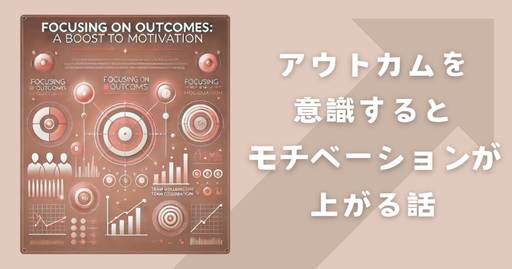 FOCUSING ON OUTCOMES:
A BOOST TO MOTIVATION
FOCUSING
FOCUSING ON
OUTCOMS
FOCUSING
アウトカムを
意識すると
モチベーションが
上がる話